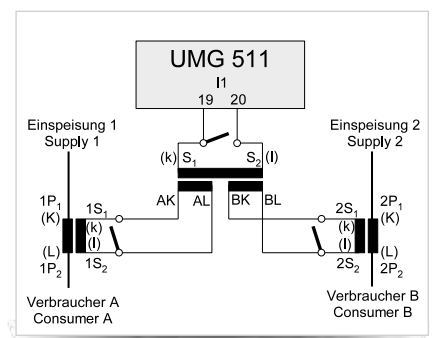 UMG 511
I1
19 20
Einspeisung 1
Supply 1
Einspeisung 2
Supply 2
(k) S1 S2 (l)
1P1
(K)
1S1
(k)
(l)
1S2
(L)
1P2
AK AL BK BL
2S1
(k)
(l)
2S2
2P1
(K)
(L)
2P2
Verbraucher A
Consumer A
Verbraucher B
Consumer B